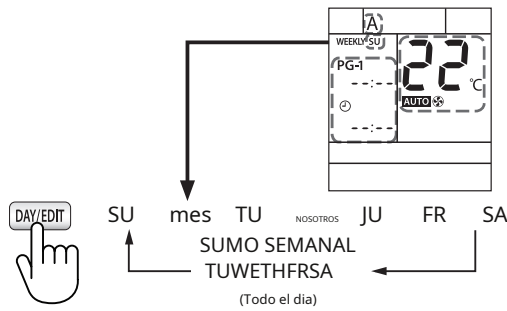 A
WEEKLY SU
22 °C
PG-1
--:--
AUTO
--:--
DAY/EDIT SU mes TU NOSOTROS JU FR SA
SUMO SEMANAL
TUWETHFRSA
(Todo el dia)